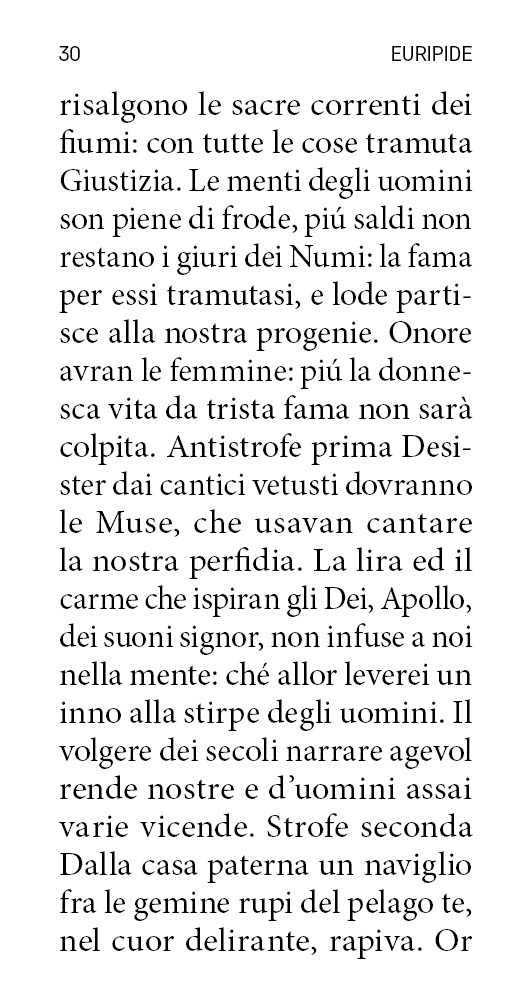 30 EURIPIDE
risalgono le sacre correnti dei
fiumi: con tutte le cose tramuta
Giustizia. Le menti degli uomini
son piene di frode, piú saldi non
restano i giuri dei Numi: la fama
per essi tramutasi, e lode parti-
sce alla nostra progenie. Onore
avran le femmine: piú la donne-
sca vita da trista fama non sarà
colpita. Antistrofe prima Desi-
ster dai cantici vetusti dovranno
le Muse, che usavan cantare
la nostra perfidia. La lira ed il
carme che ispiran gli Dei, Apollo,
dei suoni signor, non infuse a noi
nella mente: ché allor leverei un
inno alla stirpe degli uomini. Il
volgere dei secoli narrare agevol
rende nostre e d’uomini assai
varie vicende. Strofe seconda
Dalla casa paterna un naviglio
fra le gemine rupi del pelago te,
nel cuor delirante, rapiva. Or